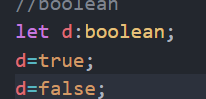 //boolean
let d:boolean;
d=true;
d=false;